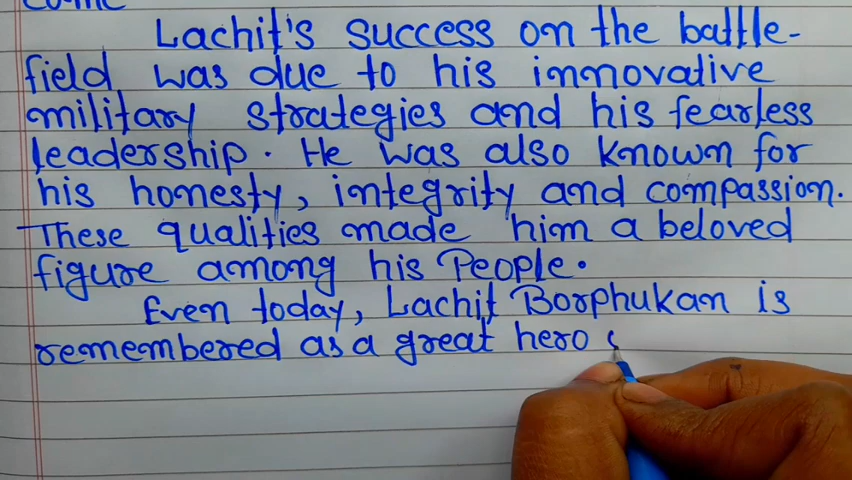 Lachit's success on the battle-
field was due to his innovative
military strategies and his fearless
leadership. He was also known for
his honesty, integrity and compassion.
These qualities made him a beloved
figure among his People.
Even today, Lachit Borphukan is
remembered as a great hero